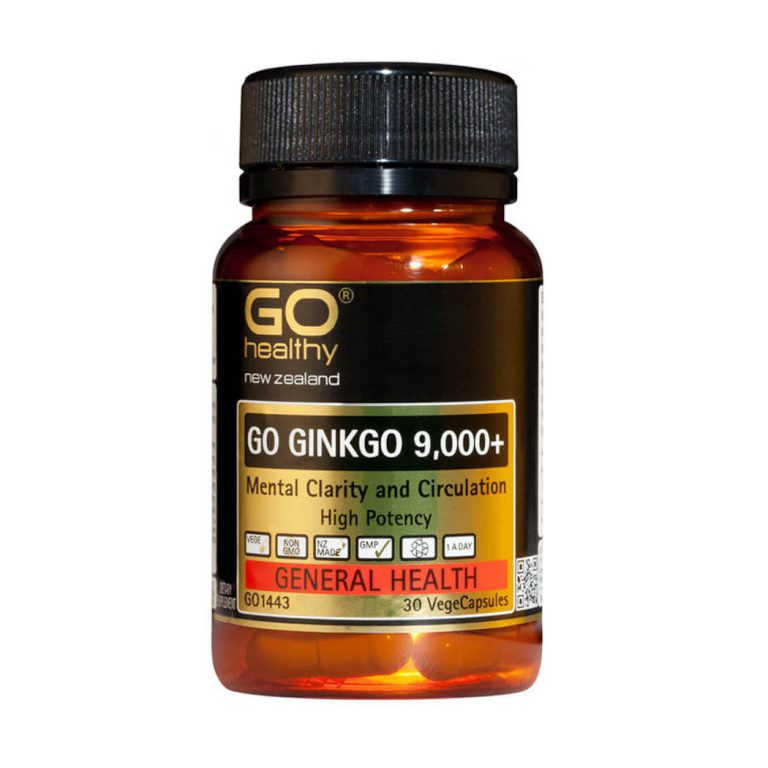 GO®
healthy
new zealand
GO GINKGO 9,000+
Mental Clarity and Circulation
High Potency
VEGE
NON GMO
NZ MADE
GMP
1 A DAY
GENERAL HEALTH
GO1443 30 VegeCapsules
DIETARY
SUPPLEMENT